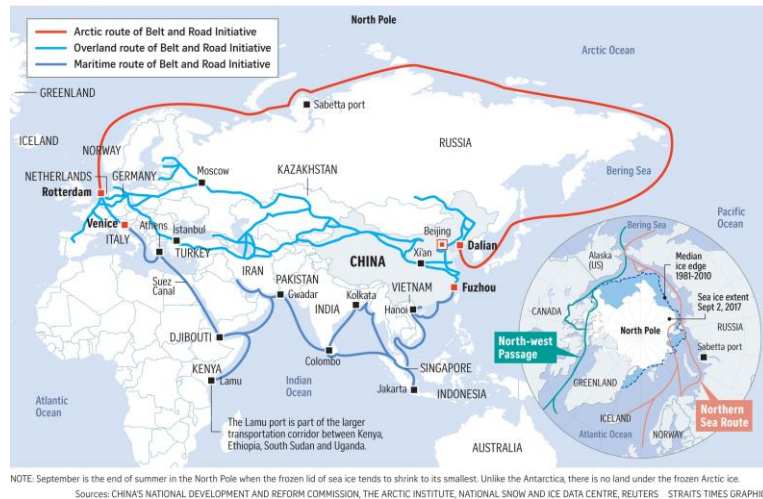 North Pole
Arctic route of Belt and Road Initiative
Overland route of Belt and Road Initiative
Maritime route of Belt and Road Initiative
Arctic Ocean
GREENLAND
Sabetta port
ICELAND
NORWAY
RUSSIA
NETHERLANDS
GERMANY
Moscow
KAZAKHSTAN
Bering Sea
Rotterdam
Pacific
Ocean
Venice
Athens
Istanbul
Beijing
Dalian
ITALY
TURKEY
CHINA
Xi'an
IRAN
PAKISTAN
Suez
Canal
Gwadar
VIETNAM
Fuzhou
Kolkata
INDIA
Hanoi
DJIBOUTI
Colombo
SINGAPORE
KENYA
Lamu
Indian
Ocean
Jakarta
INDONESIA
Atlantic
Ocean
The Lamu port is part of the larger
transportation corridor between Kenya,
Ethiopia, South Sudan and Uganda.
AUSTRALIA
Bering Sea
Alaska
(US)
Median
ice edge
1981-2010
Sea ice extent
Sept 2, 2017
CANADA
North Pole
RUSSIA
Sabetta port
North-west
Passage
GREENLAND
Northern
Sea Route
ICELAND
Atlantic Ocean
NORWAY
NOTE: September is the end of summer in the North Pole when the frozen lid of sea ice tends to shrink to its smallest. Unlike the Antarctica, there is no land under the frozen Arctic ice.
Sources: CHINA'S NATIONAL DEVELOPMENT AND REFORM COMMISSION, THE ARCTIC INSTITUTE, NATIONAL SNOW AND ICE DATA CENTRE, REUTERS STRAITS TIMES GRAPHI